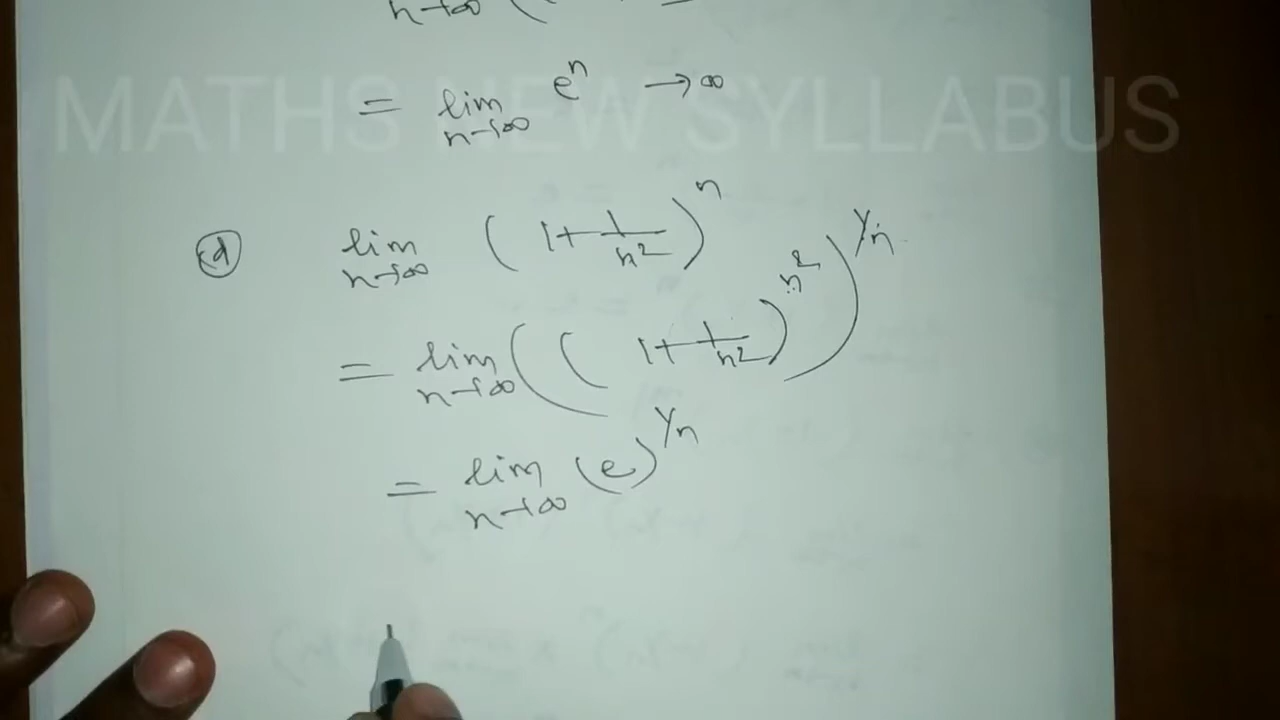 n→∞ (
= lim n→∞ e^n → ∞
MATHS NEW SYLLABUS
(d) lim n→∞ (1+1/n²)^n
= lim n→∞ ((1+1/n²)^n²)^1/n
= lim n→∞ (e)^1/n